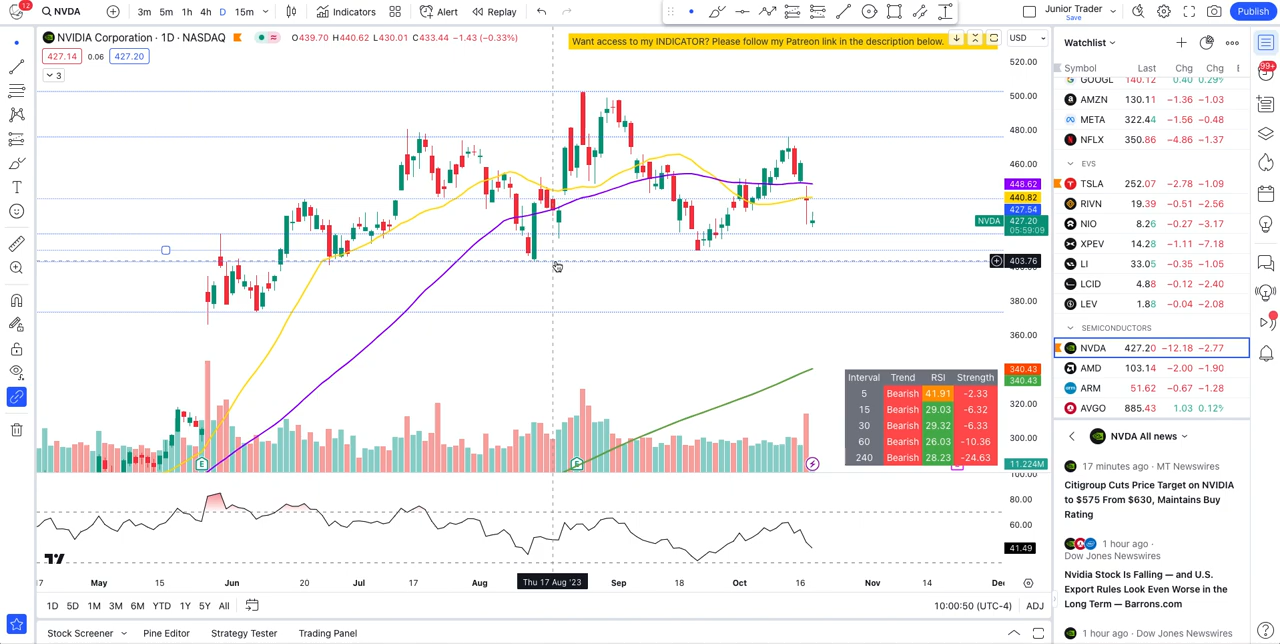 12
NVDA
3m 5m 1h 4h D 15m
Indicators
Alert
Replay
Junior Trader
Save
Publish
NVIDIA Corporation · 1D · NASDAQ
O439.70 H440.62 L430.01 C433.44 −1.43 (−0.33%)
Want access to my INDICATOR? Please follow my Patreon link in the description below.
USD
427.14 0.06 427.20
3
520.00
500.00
480.00
460.00
448.62
440.82
427.54
NVDA 427.20
05:59:09
403.76
380.00
360.00
340.43
340.43
320.00
300.00
11.224M
100.00
80.00
60.00
41.49
Interval Trend RSI Strength
5 Bearish 41.91 −2.33
15 Bearish 29.03 −6.32
30 Bearish 29.32 −6.33
60 Bearish 26.03 −10.36
240 Bearish 28.23 −24.63
E
E
17 May 15 Jun 20 Jul 17 Aug Thu 17 Aug '23 Sep 18 Oct 16 Nov 14 De
1D 5D 1M 3M 6M YTD 1Y 5Y All
10:00:50 (UTC-4) ADJ
Stock Screener Pine Editor Strategy Tester Trading Panel
Watchlist
Symbol Last Chg Chg
GOOGL 140.12 0.40 0.29%
AMZN 130.11 −1.36 −1.03
META 322.44 −1.56 −0.48
NFLX 350.86 −4.86 −1.37
EVS
TSLA 252.07 −2.78 −1.09
RIVN 19.39 −0.51 −2.56
NIO 8.26 −0.27 −3.17
XPEV 14.28 −1.11 −7.18
LI 33.05 −0.35 −1.05
LCID 4.88 −0.12 −2.40
LEV 1.88 −0.04 −2.08
SEMICONDUCTORS
NVDA 427.20 −12.18 −2.77
AMD 103.14 −2.00 −1.90
ARM 51.62 −0.67 −1.28
AVGO 885.43 1.03 0.12%
NVDA All news
17 minutes ago · MT Newswires
Citigroup Cuts Price Target on NVIDIA
to $575 From $630, Maintains Buy
Rating
1 hour ago ·
Dow Jones Newswires
Nvidia Stock Is Falling — and U.S.
Export Rules Look Even Worse in the
Long Term — Barrons.com
1 hour ago · Dow Jones Newswires
99+